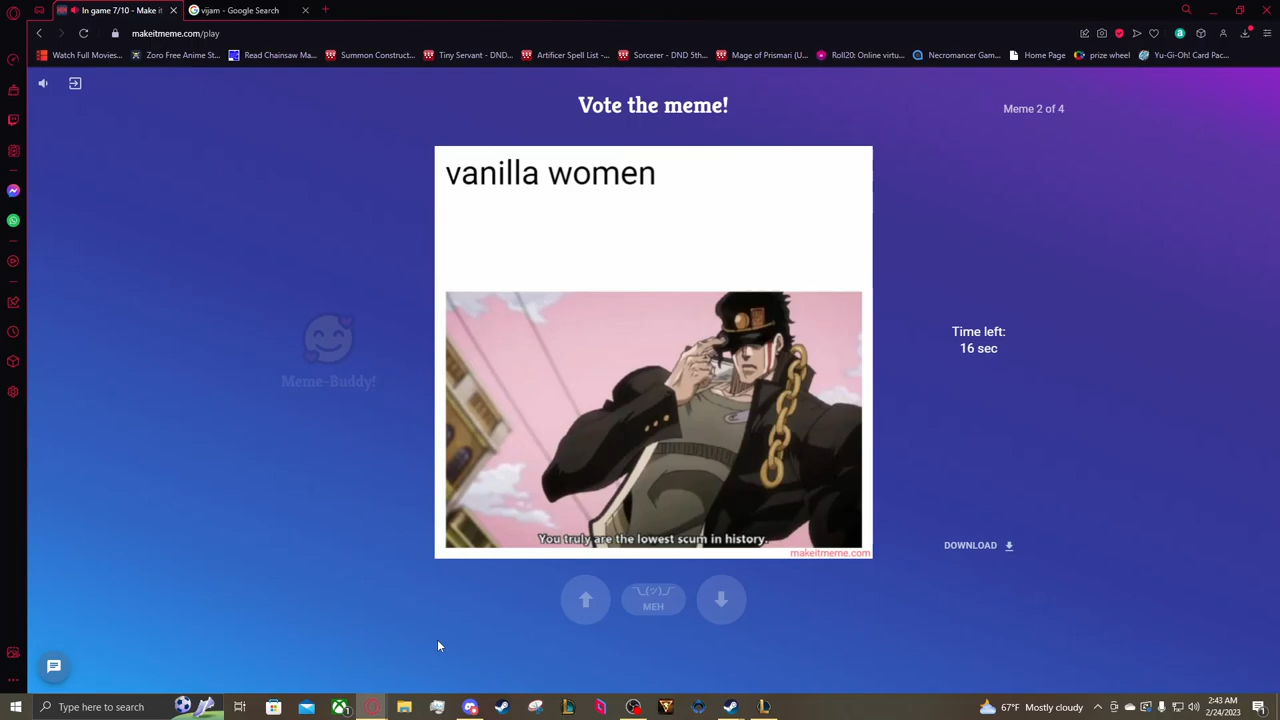 In game 7/10 - Make it
vijam - Google Search
makeitmeme.com/play
Watch Full Movies...
Zoro Free Anime St...
Read Chainsaw Ma...
Summon Construct...
Tiny Servant - DND...
Artificer Spell List -...
Sorcerer - DND 5th...
Mage of Prismari (U...
Roll20: Online virtu...
Necromancer Gam...
Home Page
prize wheel
Yu-Gi-Oh! Card Pac...
Vote the meme!
Meme 2 of 4
vanilla women
Time left:
16 sec
Meme-Buddy!
You truly are the lowest scum in history.
makeitmeme.com
DOWNLOAD
¯\_(ツ)_/¯
MEH
Type here to search
67°F Mostly cloudy
2:43 AM
2/24/2023